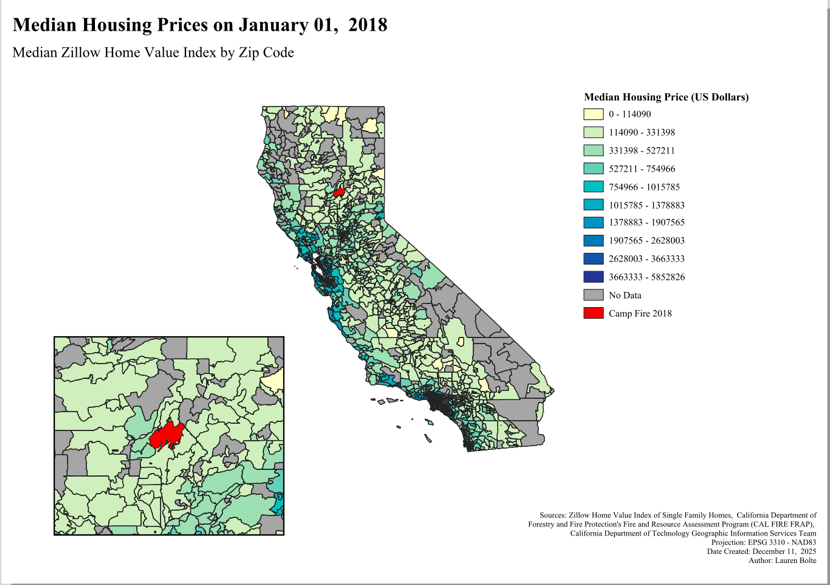 Median Housing Prices on January 01, 2018
Median Zillow Home Value Index by Zip Code
Median Housing Price (US Dollars)
0 - 114090
114090 - 331398
331398 - 527211
527211 - 754966
754966 - 1015785
1015785 - 1378883
1378883 - 1907565
1907565 - 2628003
2628003 - 3663333
3663333 - 5852826
No Data
Camp Fire 2018
Sources: Zillow Home Value Index of Single Family Homes, California Department of
Forestry and Fire Protection's Fire and Resource Assessment Program (CAL FIRE FRAP),
California Department of Technology Geographic Information Services Team
Projection: EPSG 3310 - NAD83
Date Created: December 11, 2025
Author: Lauren Bolte